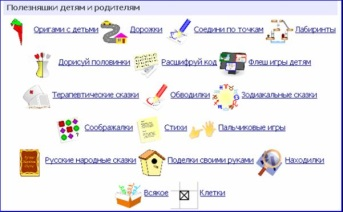 Полезняшки детям и родителям
Оригами с детьми Дорожки Соедини по точкам Лабиринты
Дорисуй половинки Расшифруй код Флеш игры детям
Терапевтические сказки Обводилки Зодиакальные сказки
Соображалки Стихи Пальчиковые игры
Русские народные сказки Поделки своими руками Находилки
Всякое Клетки